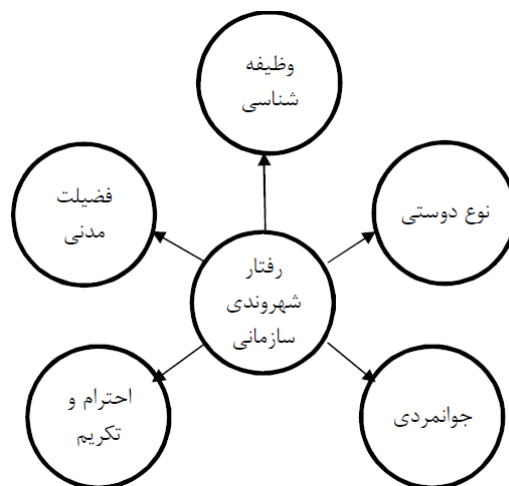 وظیفه
شناسی
فضیلت
مدنی
نوع دوستی
رفتار
شهروندی
سازمانی
احترام و
تکریم
جوانمردی